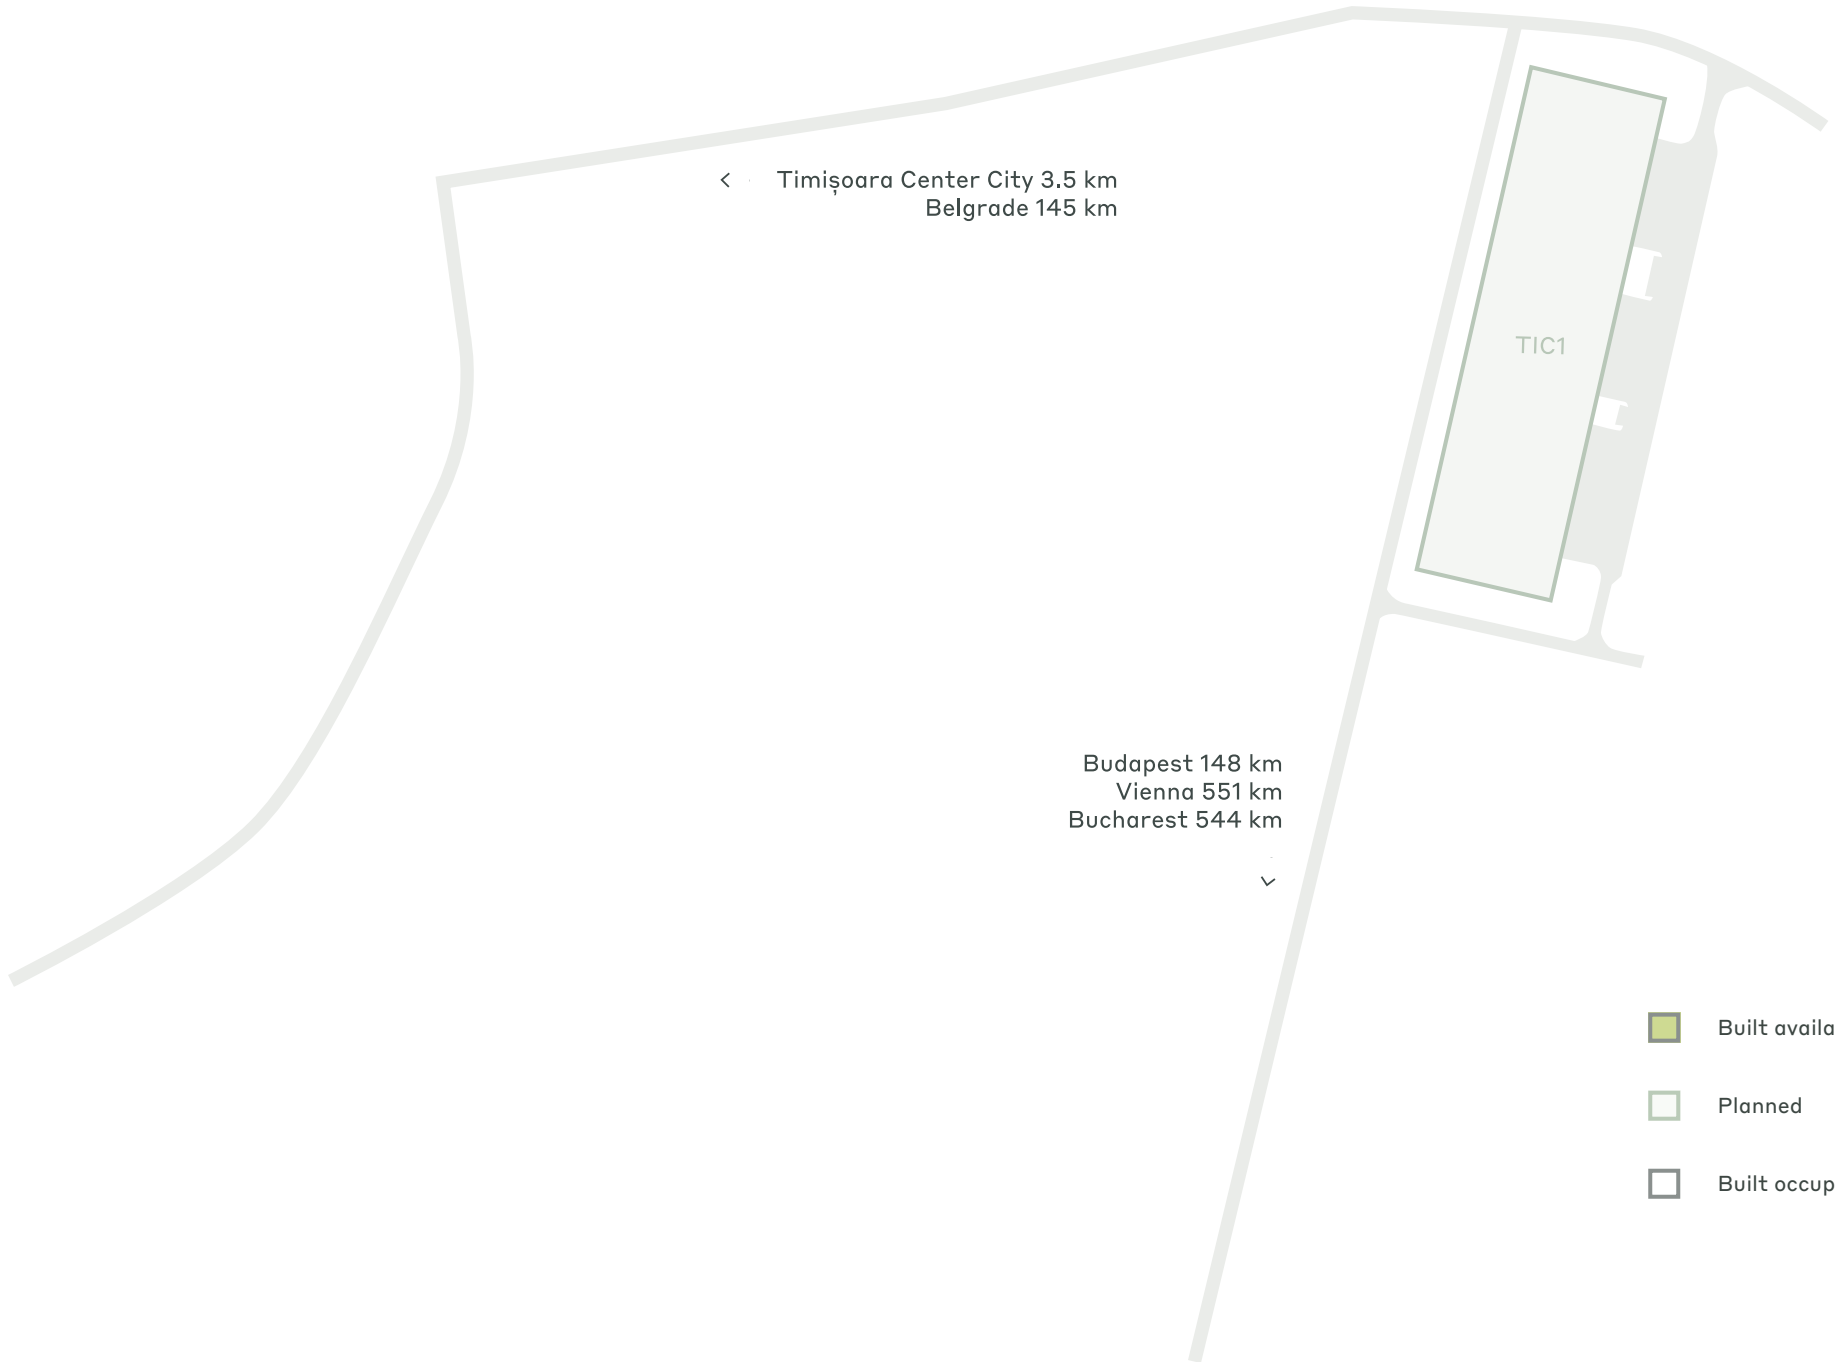 Timișoara Center City 3.5 km
Belgrade 145 km
TIC1
Budapest 148 km
Vienna 551 km
Bucharest 544 km
Built availa
Planned
Built occup